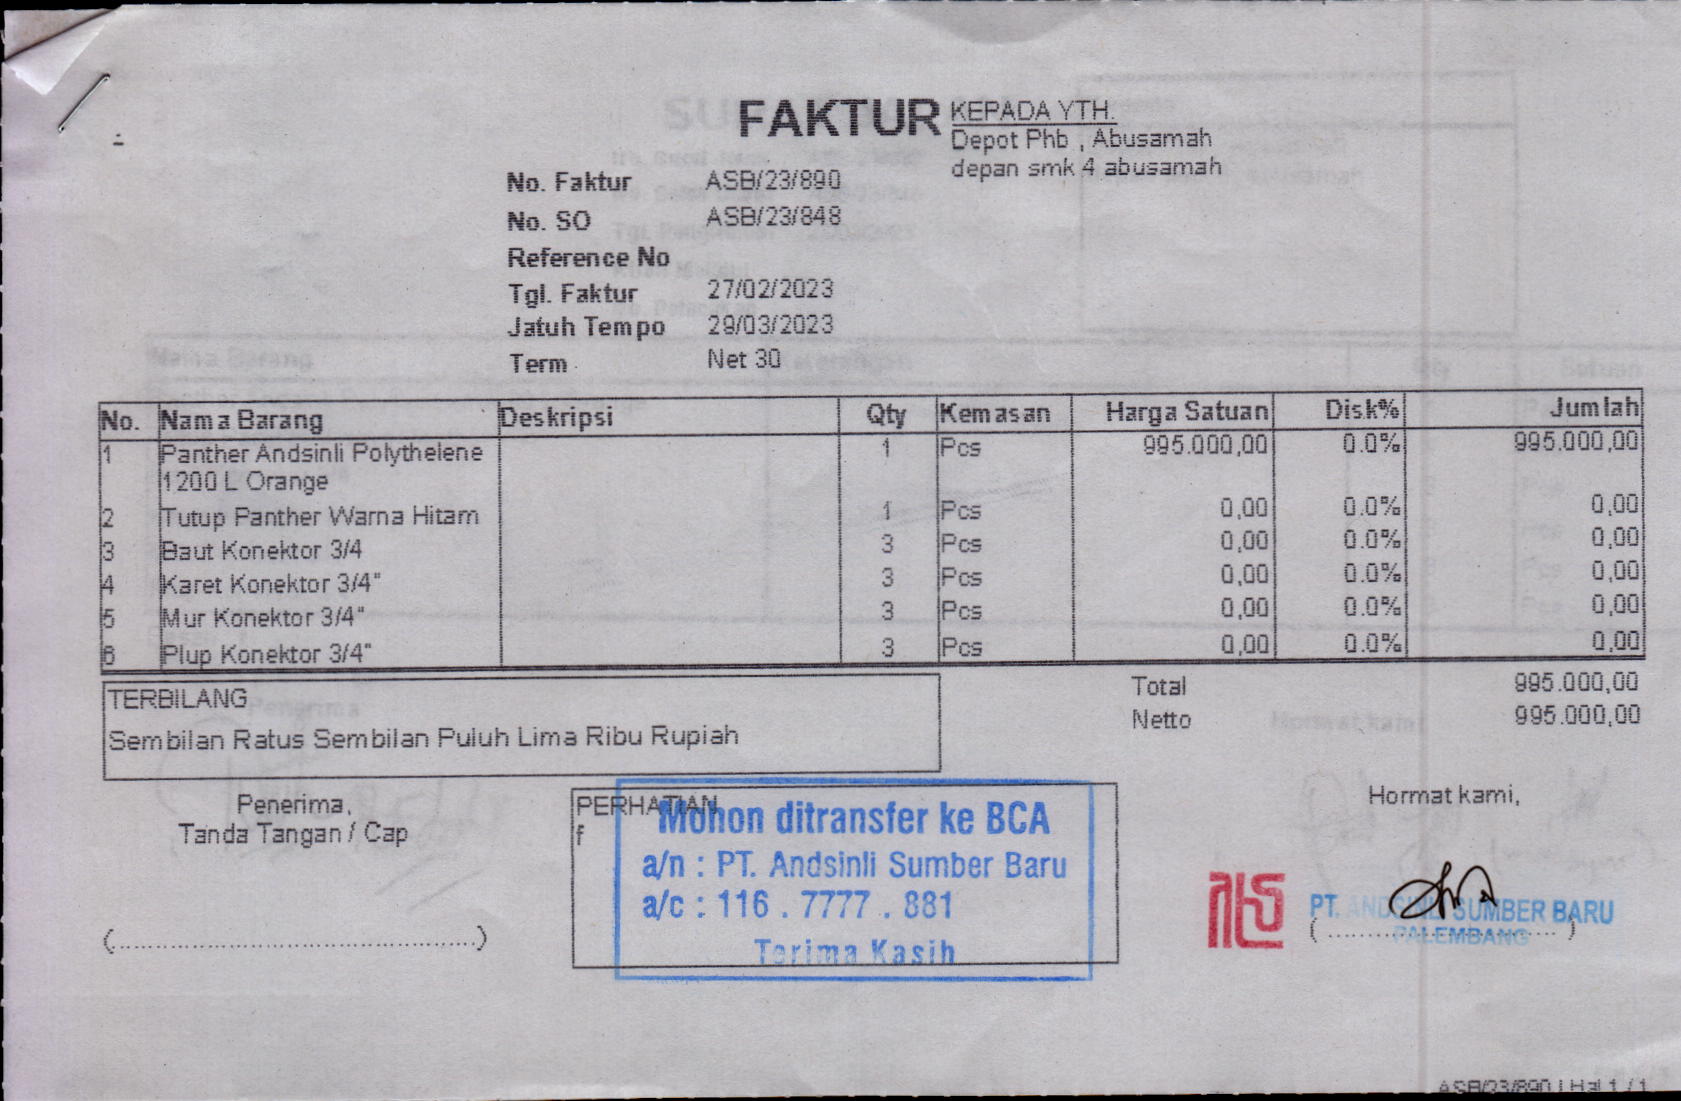 FAKTUR
KEPADA YTH.
Depot Phb , Abusamah
depan smk 4 abusamah
No. Faktur ASB/23/890
No. SO ASB/23/848
Reference No
Tgl. Faktur 27/02/2023
Jatuh Tempo 29/03/2023
Term Net 30
No. Nama Barang Deskripsi Qty Kemasan Harga Satuan Disk% Jumlah
1 Panther Andsinli Polythelene 1 Pcs 995.000,00 0.0% 995.000,00
1200 L Orange
2 Tutup Panther Warna Hitam 1 Pcs 0,00 0.0% 0,00
3 Baut Konektor 3/4 3 Pcs 0,00 0.0% 0,00
4 Karet Konektor 3/4" 3 Pcs 0,00 0.0% 0,00
5 Mur Konektor 3/4" 3 Pcs 0,00 0.0% 0,00
6 Plup Konektor 3/4" 3 Pcs 0,00 0.0% 0,00
TERBILANG
Sembilan Ratus Sembilan Puluh Lima Ribu Rupiah
Total 995.000,00
Netto 995.000,00
Penerima,
Tanda Tangan / Cap
(............................................)
PERHATIAN
f
Mohon ditransfer ke BCA
a/n : PT. Andsinli Sumber Baru
a/c : 116 . 7777 . 881
Terima Kasih
Hormat kami,
PT. ANDSINLI SUMBER BARU
PALEMBANG
ASB/23/890 | Hal 1 / 1